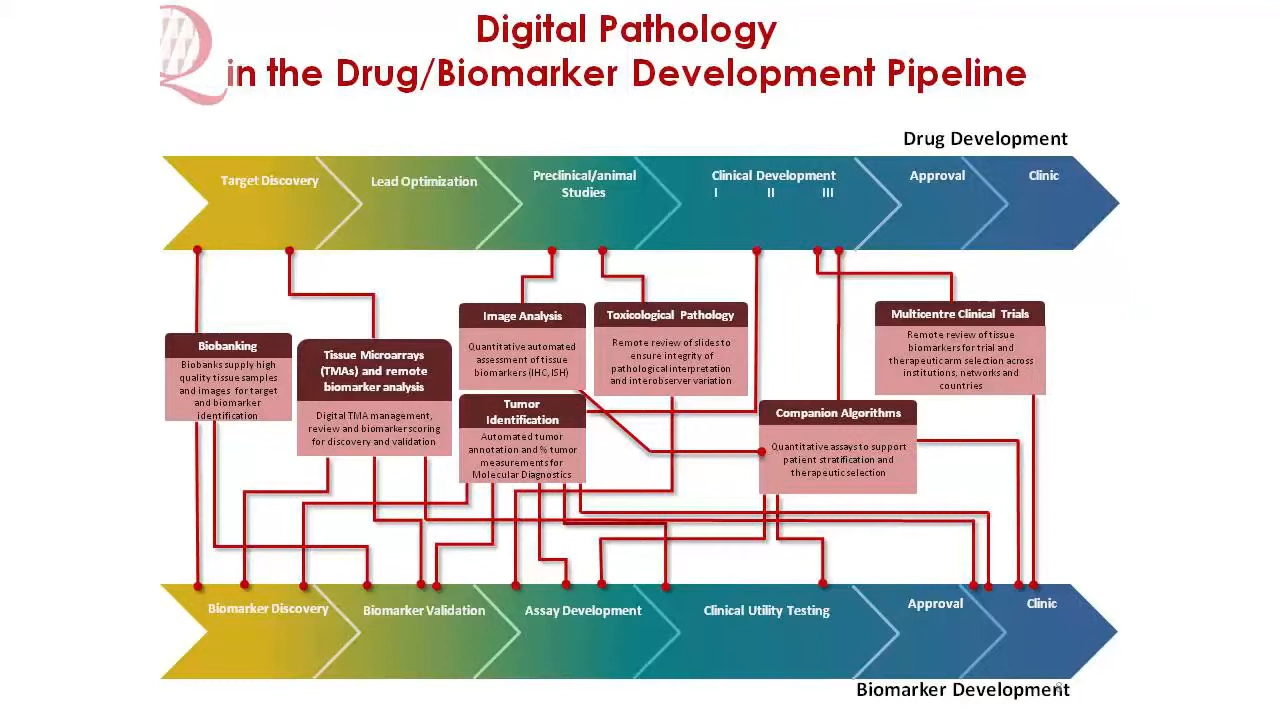 Digital Pathology
in the Drug/Biomarker Development Pipeline
Drug Development
Target Discovery
Lead Optimization
Preclinical/animal
Studies
Clinical Development
I II III
Approval
Clinic
Biobanking
Biobanks supply high
quality tissue samples
and images for target
and biomarker
identification
Tissue Microarrays
(TMAs) and remote
biomarker analysis
Digital TMA management,
review and biomarker scoring
for discovery and validation
Image Analysis
Quantitative automated
assessment of tissue
biomarkers (IHC, ISH)
Tumor
Identification
Automated tumor
annotation and % tumor
measurements for
Molecular Diagnostics
Toxicological Pathology
Remote review of slides to
ensure integrity of
pathological interpretation
and interobserver variation
Companion Algorithms
Quantitative assays to support
patient stratification and
therapeutic selection
Multicentre Clinical Trials
Remote review of tissue
biomarkers for trial and
therapeutic arm selection across
institutions, networks and
countries
Biomarker Discovery
Biomarker Validation
Assay Development
Clinical Utility Testing
Approval
Clinic
Biomarker Development
8